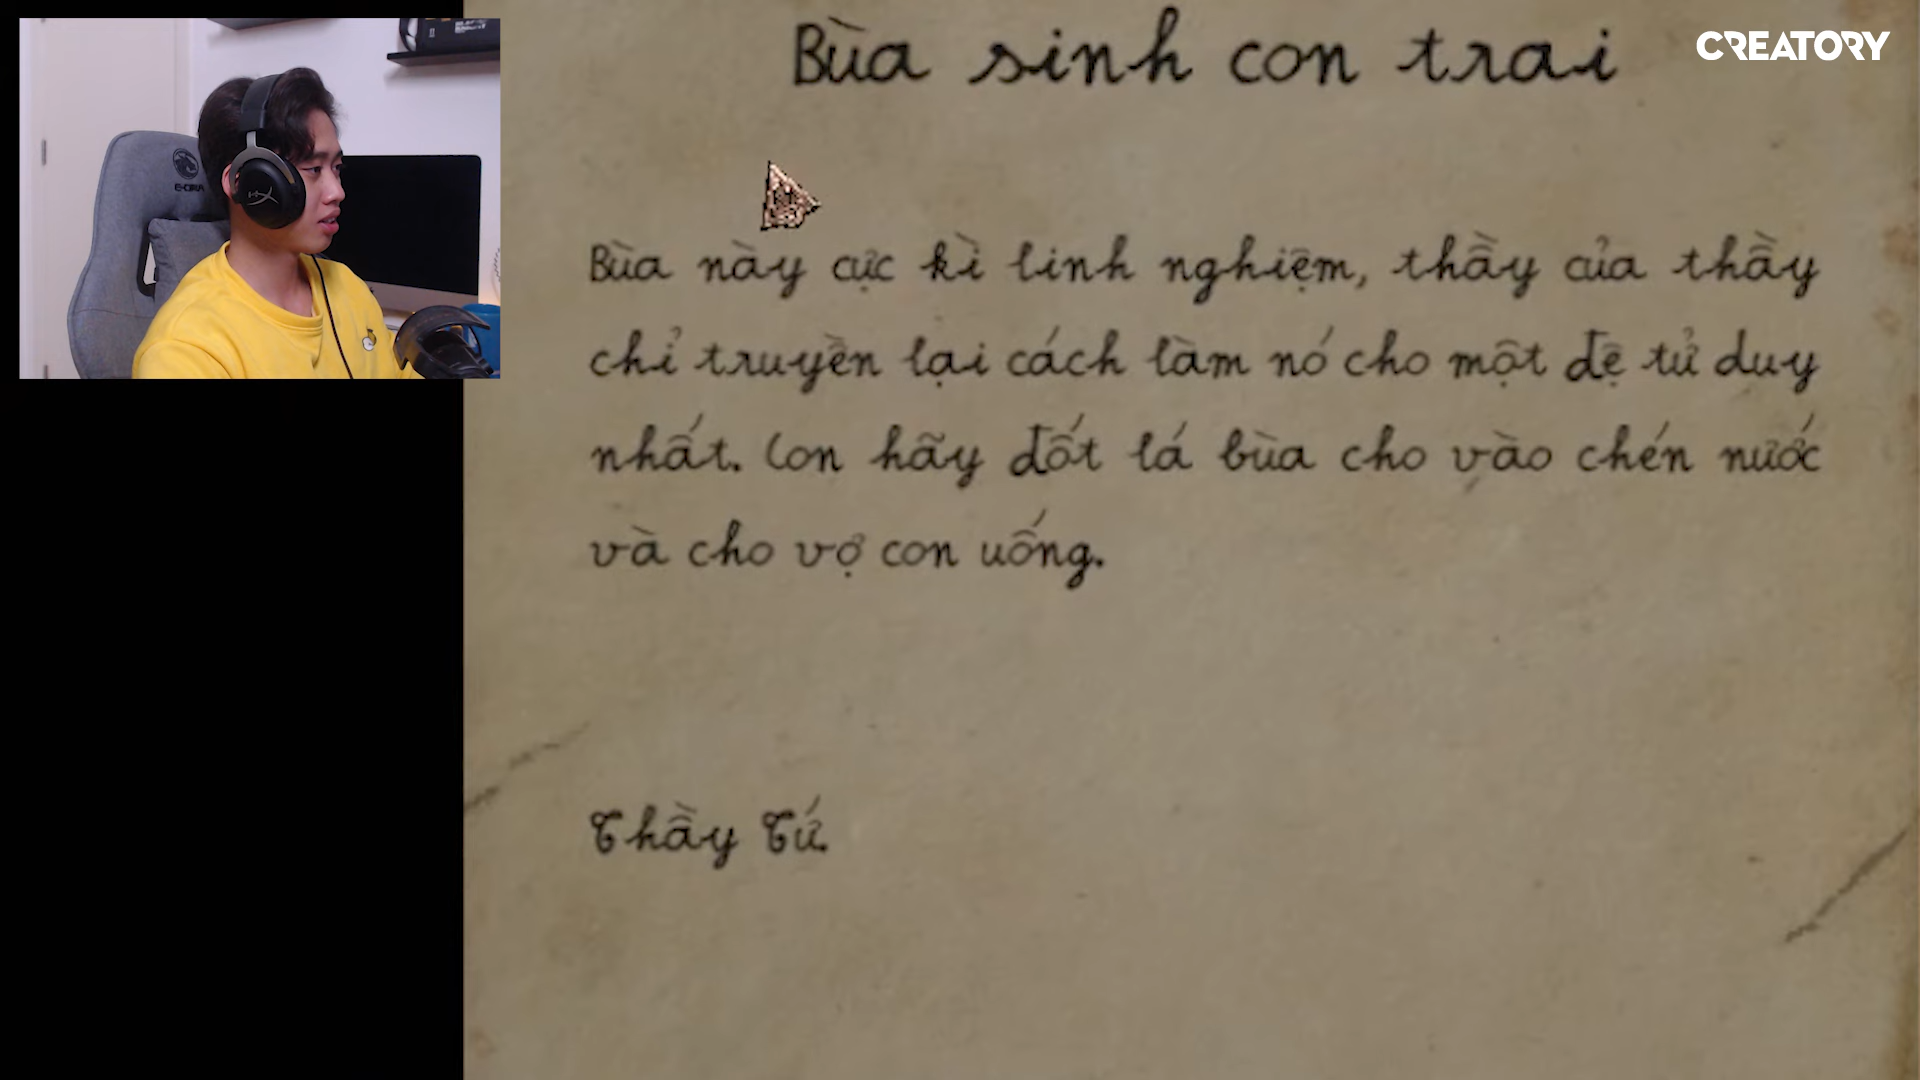 Bùa sinh con trai
CREATORY
Bùa này cực kì linh nghiệm, thầy của thầy
chỉ truyền lại cách làm nó cho một đệ tử duy
nhất. Con hãy đốt lá bùa cho vào chén nước
và cho vợ con uống.
Thầy Tứ.